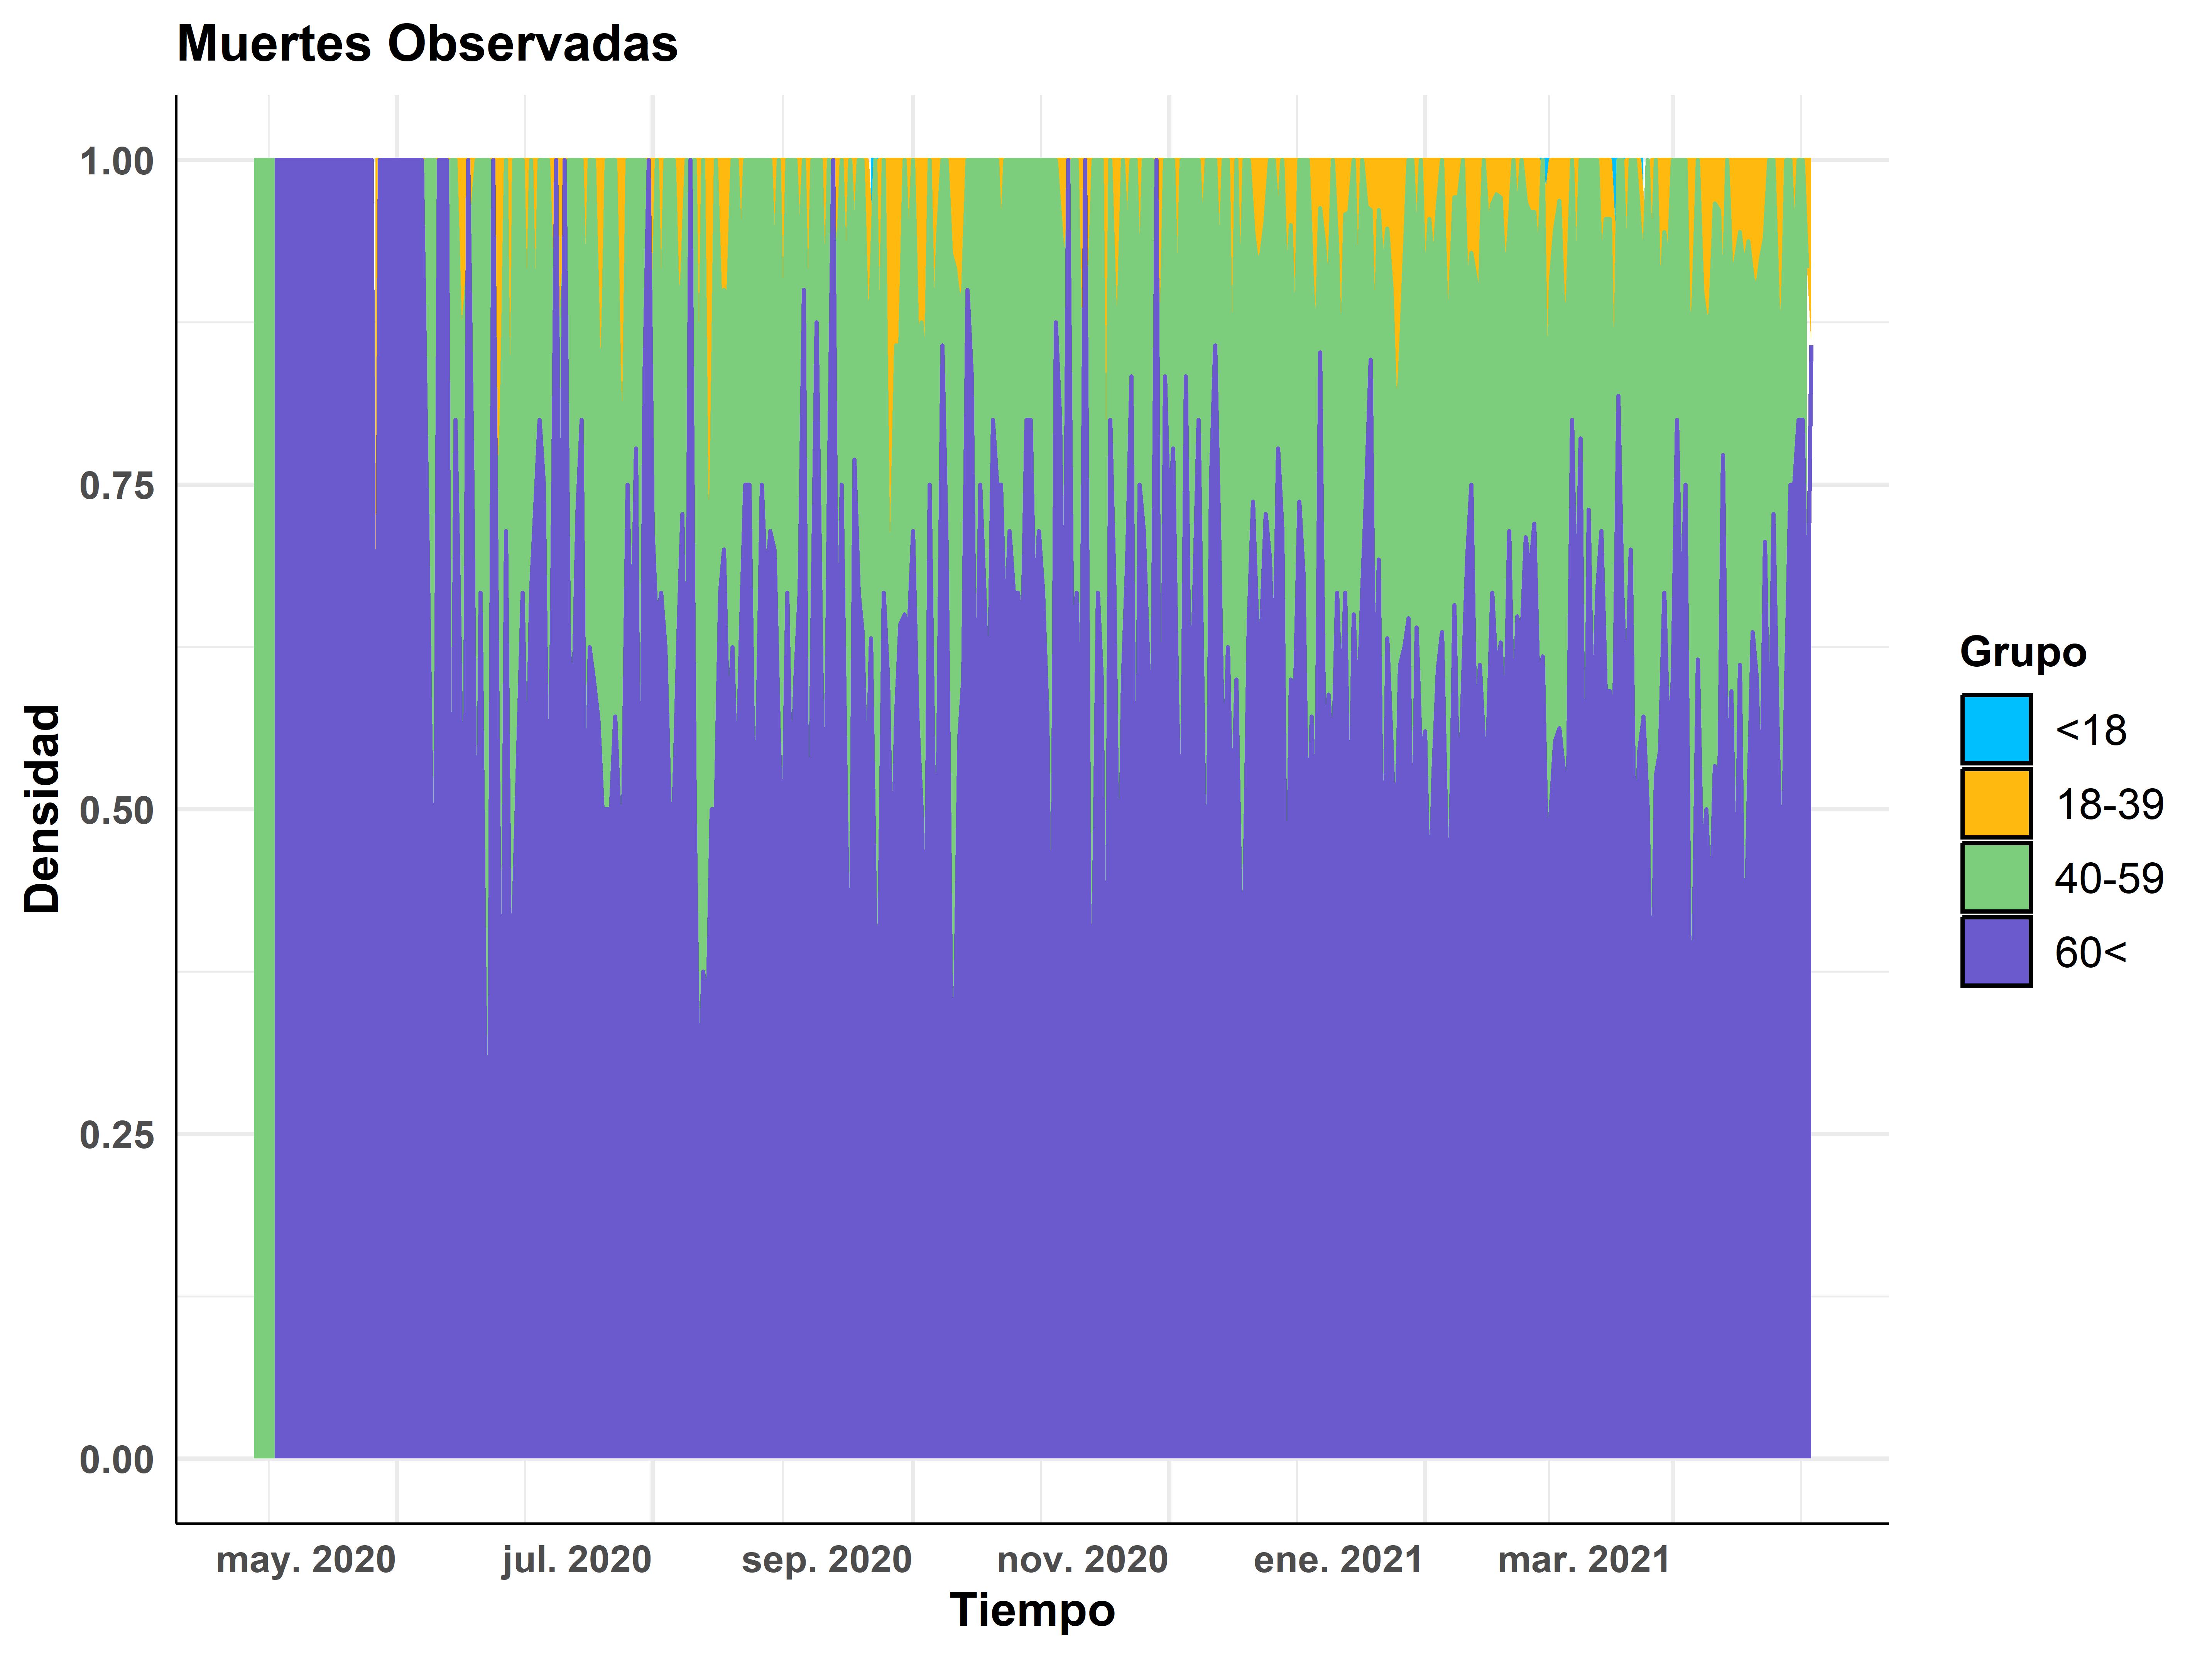 Muertes Observadas
1.00
0.75
0.50
0.25
0.00
Densidad
may. 2020
jul. 2020
sep. 2020
nov. 2020
ene. 2021
mar. 2021
Tiempo
Grupo
<18
18-39
40-59
60<